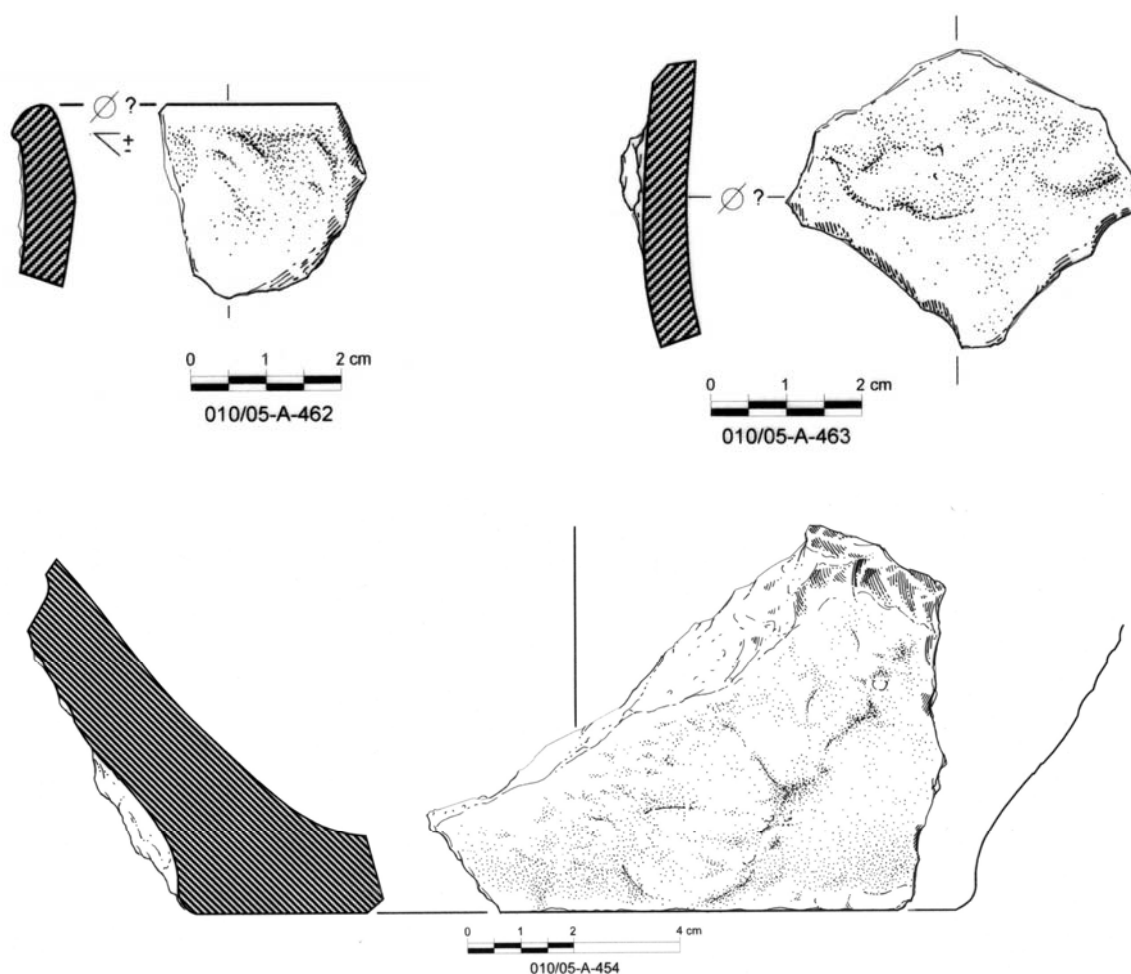 Ø ?
±
0 1 2 cm
010/05-A-462
Ø ?
0 1 2 cm
010/05-A-463
0 1 2 4 cm
010/05-A-454